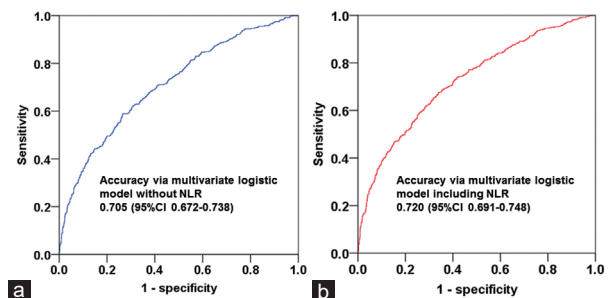 1.0
0.8
0.6
0.4
0.2
0.0
Sensitivity
Accuracy via multivariate logistic
model without NLR
0.705 (95%CI 0.672-0.738)
0.0 0.2 0.4 0.6 0.8 1.0
1 - specificity
a
1.0
0.8
0.6
0.4
0.2
0.0
Sensitivity
Accuracy via multivariate logistic
model including NLR
0.720 (95%CI 0.691-0.748)
0.0 0.2 0.4 0.6 0.8 1.0
1 - specificity
b